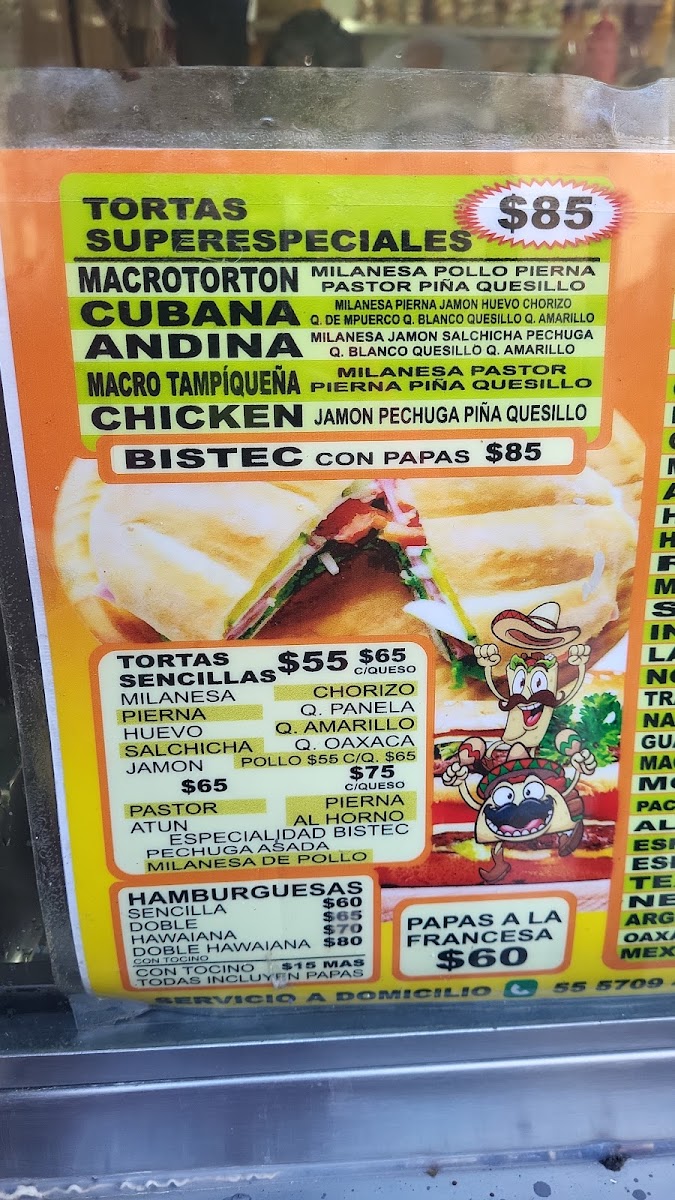 TORTAS
SUPERESPECIALES
$85
MACROTORTON MILANESA POLLO PIERNA
PASTOR PIÑA QUESILLO
CUBANA MILANESA PIERNA JAMON HUEVO CHORIZO
Q. DE MPUERCO Q. BLANCO QUESILLO Q. AMARILLO
ANDINA MILANESA JAMON SALCHICHA PECHUGA
Q. BLANCO QUESILLO Q. AMARILLO
MACRO TAMPÍQUEÑA MILANESA PASTOR
PIERNA PIÑA QUESILLO
CHICKEN JAMON PECHUGA PIÑA QUESILLO
BISTEC CON PAPAS $85
TORTAS
SENCILLAS $55 $65
C/QUESO
MILANESA
PIERNA
HUEVO
SALCHICHA
JAMON
CHORIZO
Q. PANELA
Q. AMARILLO
Q. OAXACA
POLLO $55 C/Q. $65
$65
$75
C/QUESO
PASTOR
ATUN
PIERNA
AL HORNO
ESPECIALIDAD BISTEC
PECHUGA ASADA
MILANESA DE POLLO
HAMBURGUESAS
SENCILLA $60
DOBLE $65
HAWAIANA $70
DOBLE HAWAIANA $80
CON TOCINO
CON TOCINO $15 MAS
TODAS INCLUYEN PAPAS
PAPAS A LA
FRANCESA
$60
SERVICIO A DOMICILIO 55 5709